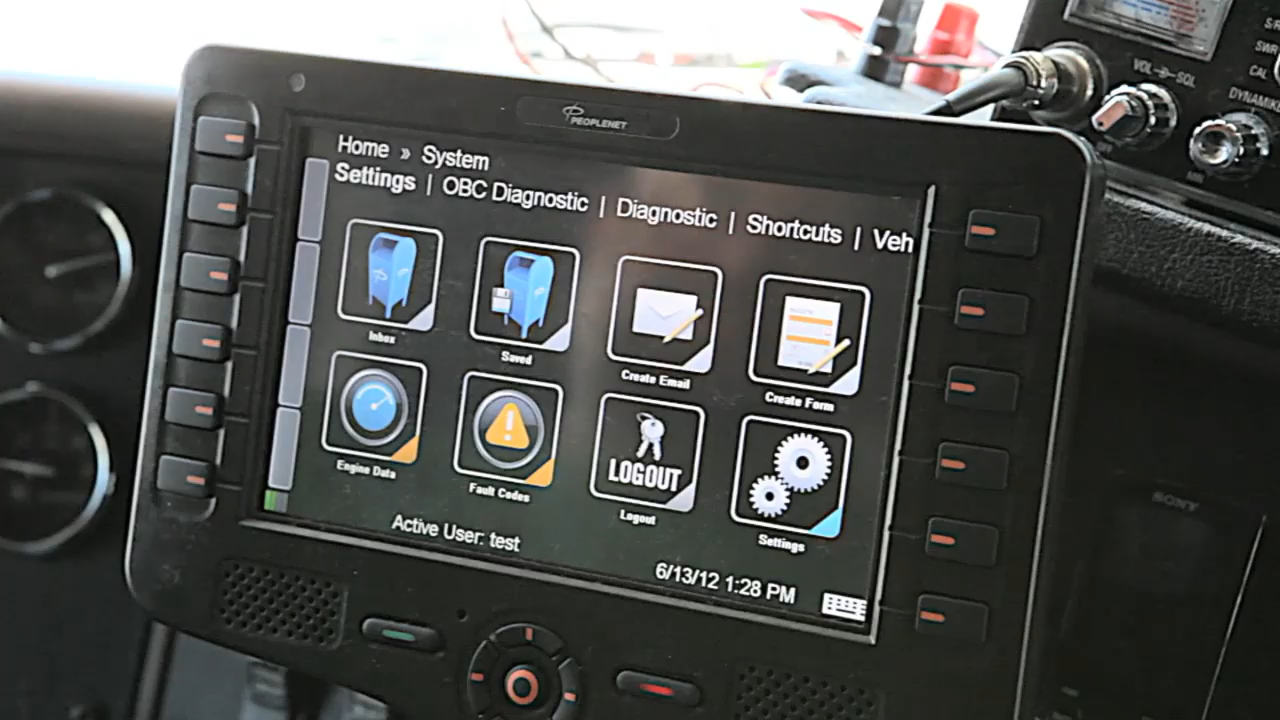 PEOPLENET
Home » System
Settings | OBC Diagnostic | Diagnostic | Shortcuts | Veh
Inbox
Saved
Create Email
Create Form
Engine Data
Fault Codes
LOGOUT
Logout
Settings
Active User: test
6/13/12 1:28 PM
VOL SQL
SWR
CAL
SONY